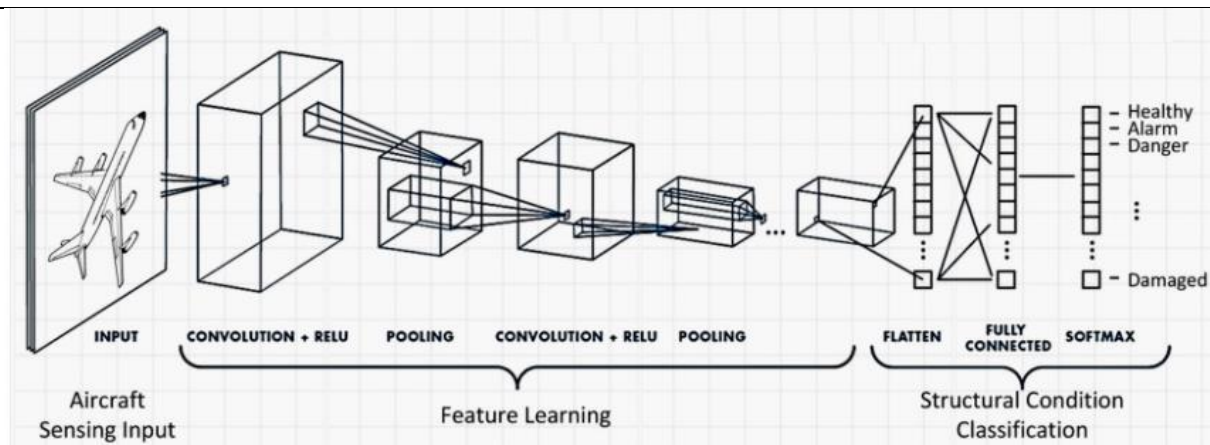 Healthy
Alarm
Danger
...
⋮ ⋮ ⋮ ⋮
Damaged
INPUT CONVOLUTION + RELU POOLING CONVOLUTION + RELU POOLING FLATTEN FULLY CONNECTED SOFTMAX
Aircraft
Sensing Input
Feature Learning
Structural Condition
Classification